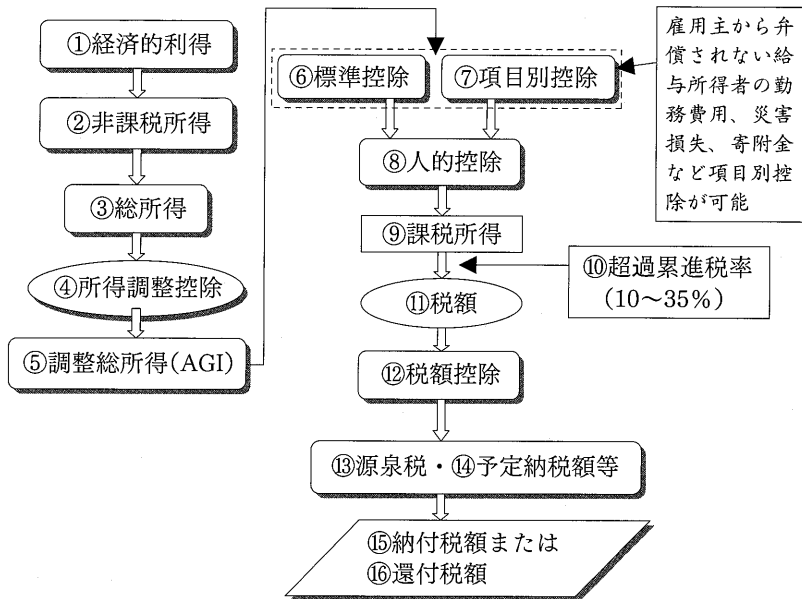 ①経済的利得
②非課税所得
③総所得
④所得調整控除
⑤調整総所得(AGI)
⑥標準控除
⑦項目別控除
雇用主から弁
償されない給
与所得者の勤
務費用、災害
損失、寄附金
など項目別控
除が可能
⑧人的控除
⑨課税所得
⑩超過累進税率
(10～35%)
⑪税額
⑫税額控除
⑬源泉税・⑭予定納税額等
⑮納付税額または
⑯還付税額